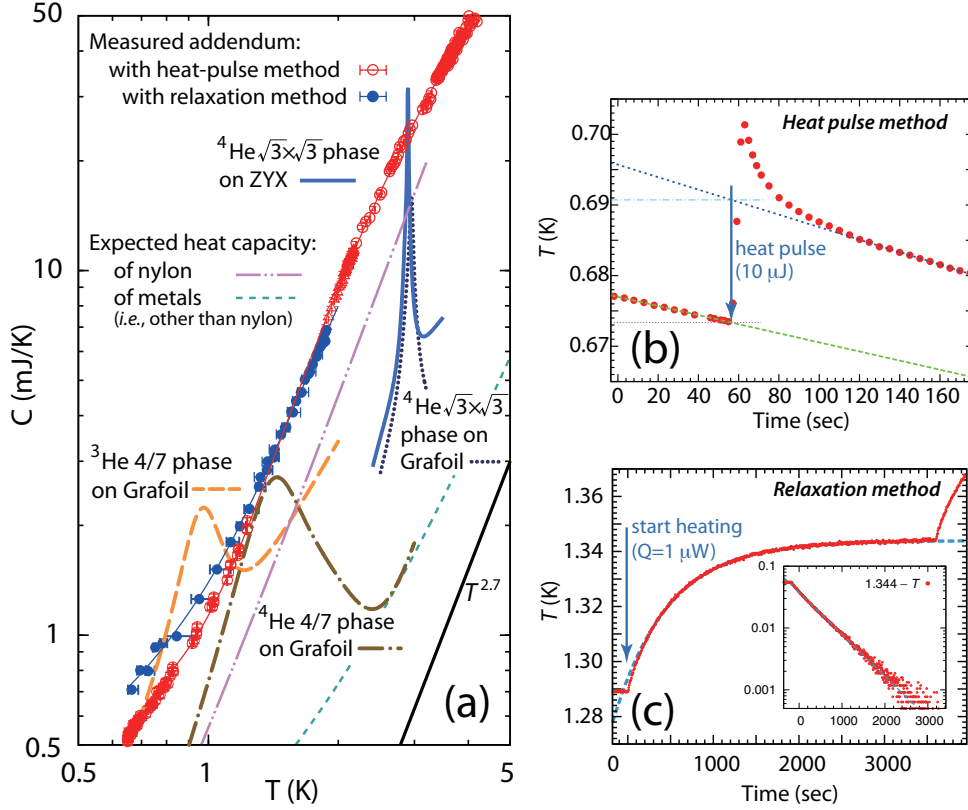 50
10
1
0.5
C (mJ/K)
0.5
1
5
T (K)
Measured addendum:
with heat-pulse method
with relaxation method
⁴He√3×√3 phase
on ZYX
Expected heat capacity:
of nylon
of metals
(i.e., other than nylon)
⁴He√3×√3
phase on
Grafoil
³He 4/7 phase
on Grafoil
⁴He 4/7 phase
on Grafoil
T²·⁷
(a)
Heat pulse method
0.70
0.69
0.68
0.67
T (K)
heat pulse
(10 μJ)
(b)
0 20 40 60 80 100 120 140 160
Time (sec)
Relaxation method
1.36
1.34
1.32
1.30
1.28
T (K)
start heating
(Q=1 μW)
0.1
0.01
0.001
1.344 – T
0 1000 2000 3000
(c)
0 1000 2000 3000
Time (sec)